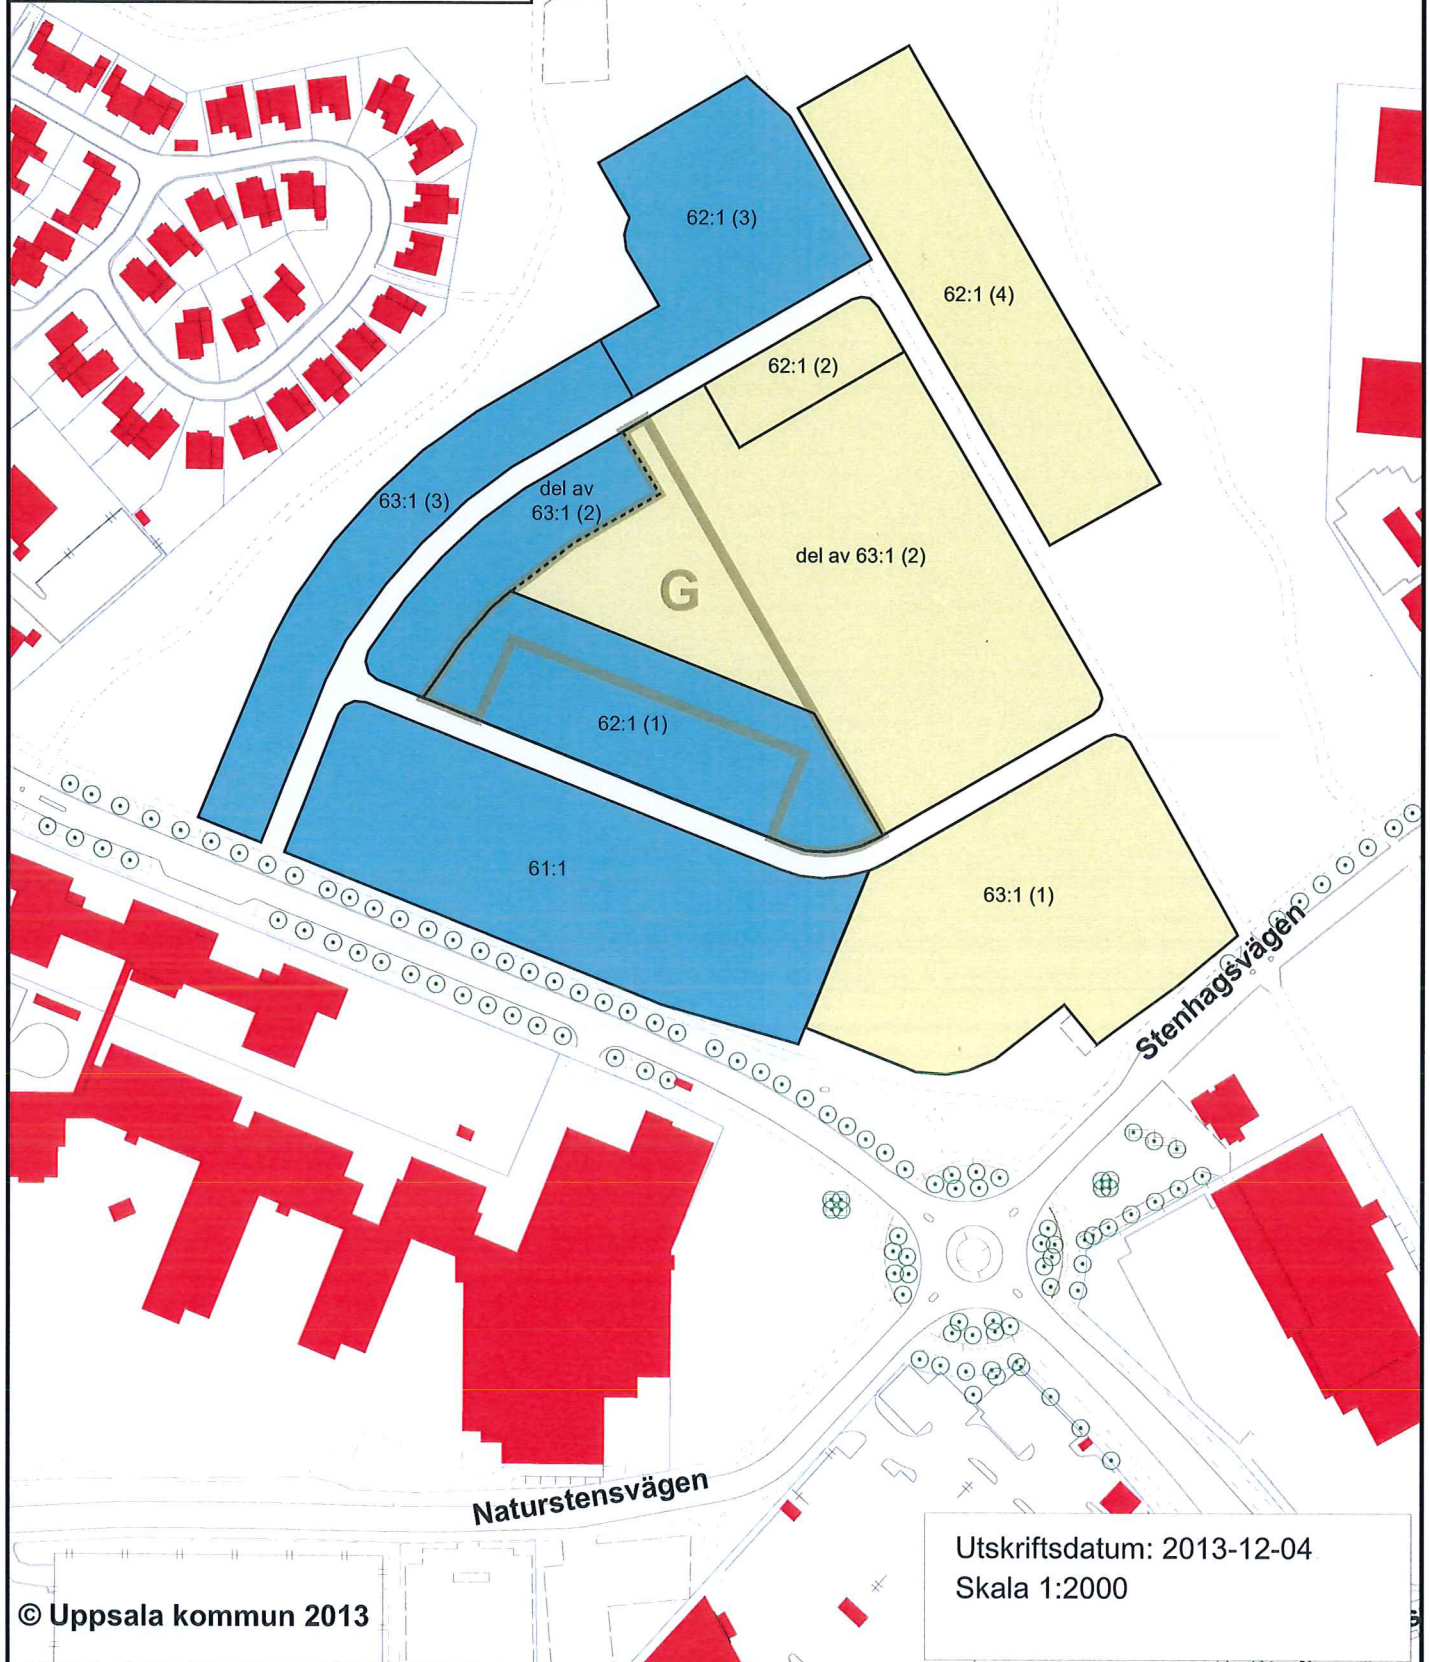 62:1 (3)
62:1 (4)
62:1 (2)
63:1 (3)
del av
63:1 (2)
del av 63:1 (2)
G
62:1 (1)
61:1
63:1 (1)
Stenhagsvägen
Naturstensvägen
Utskriftsdatum: 2013-12-04
Skala 1:2000
© Uppsala kommun 2013